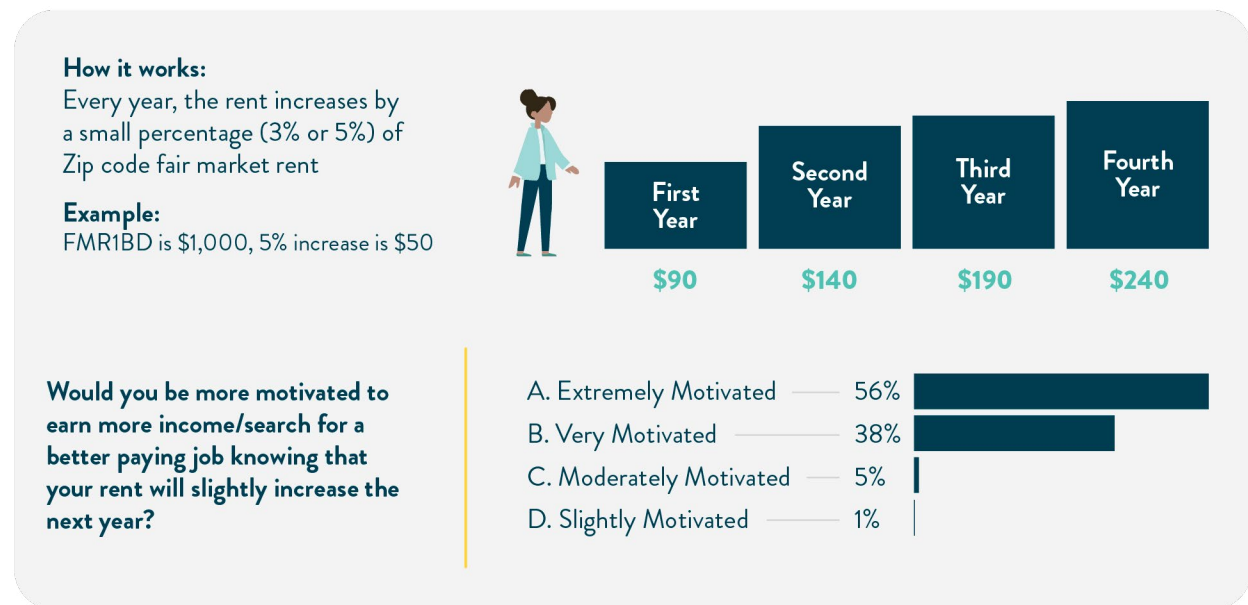 How it works:
Every year, the rent increases by
a small percentage (3% or 5%) of
Zip code fair market rent
Example:
FMR1BD is $1,000, 5% increase is $50
First
Year
Second
Year
Third
Year
Fourth
Year
$90
$140
$190
$240
Would you be more motivated to
earn more income/search for a
better paying job knowing that
your rent will slightly increase the
next year?
A. Extremely Motivated 56%
B. Very Motivated 38%
C. Moderately Motivated 5%
D. Slightly Motivated 1%